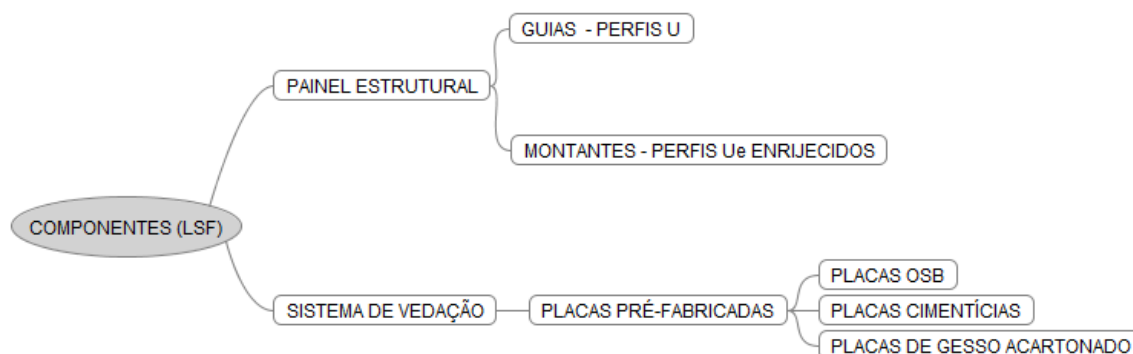 GUIAS - PERFIS U
PAINEL ESTRUTURAL
MONTANTES - PERFIS Ue ENRIJECIDOS
COMPONENTES (LSF)
PLACAS OSB
SISTEMA DE VEDAÇÃO
PLACAS PRÉ-FABRICADAS
PLACAS CIMENTÍCIAS
PLACAS DE GESSO ACARTONADO